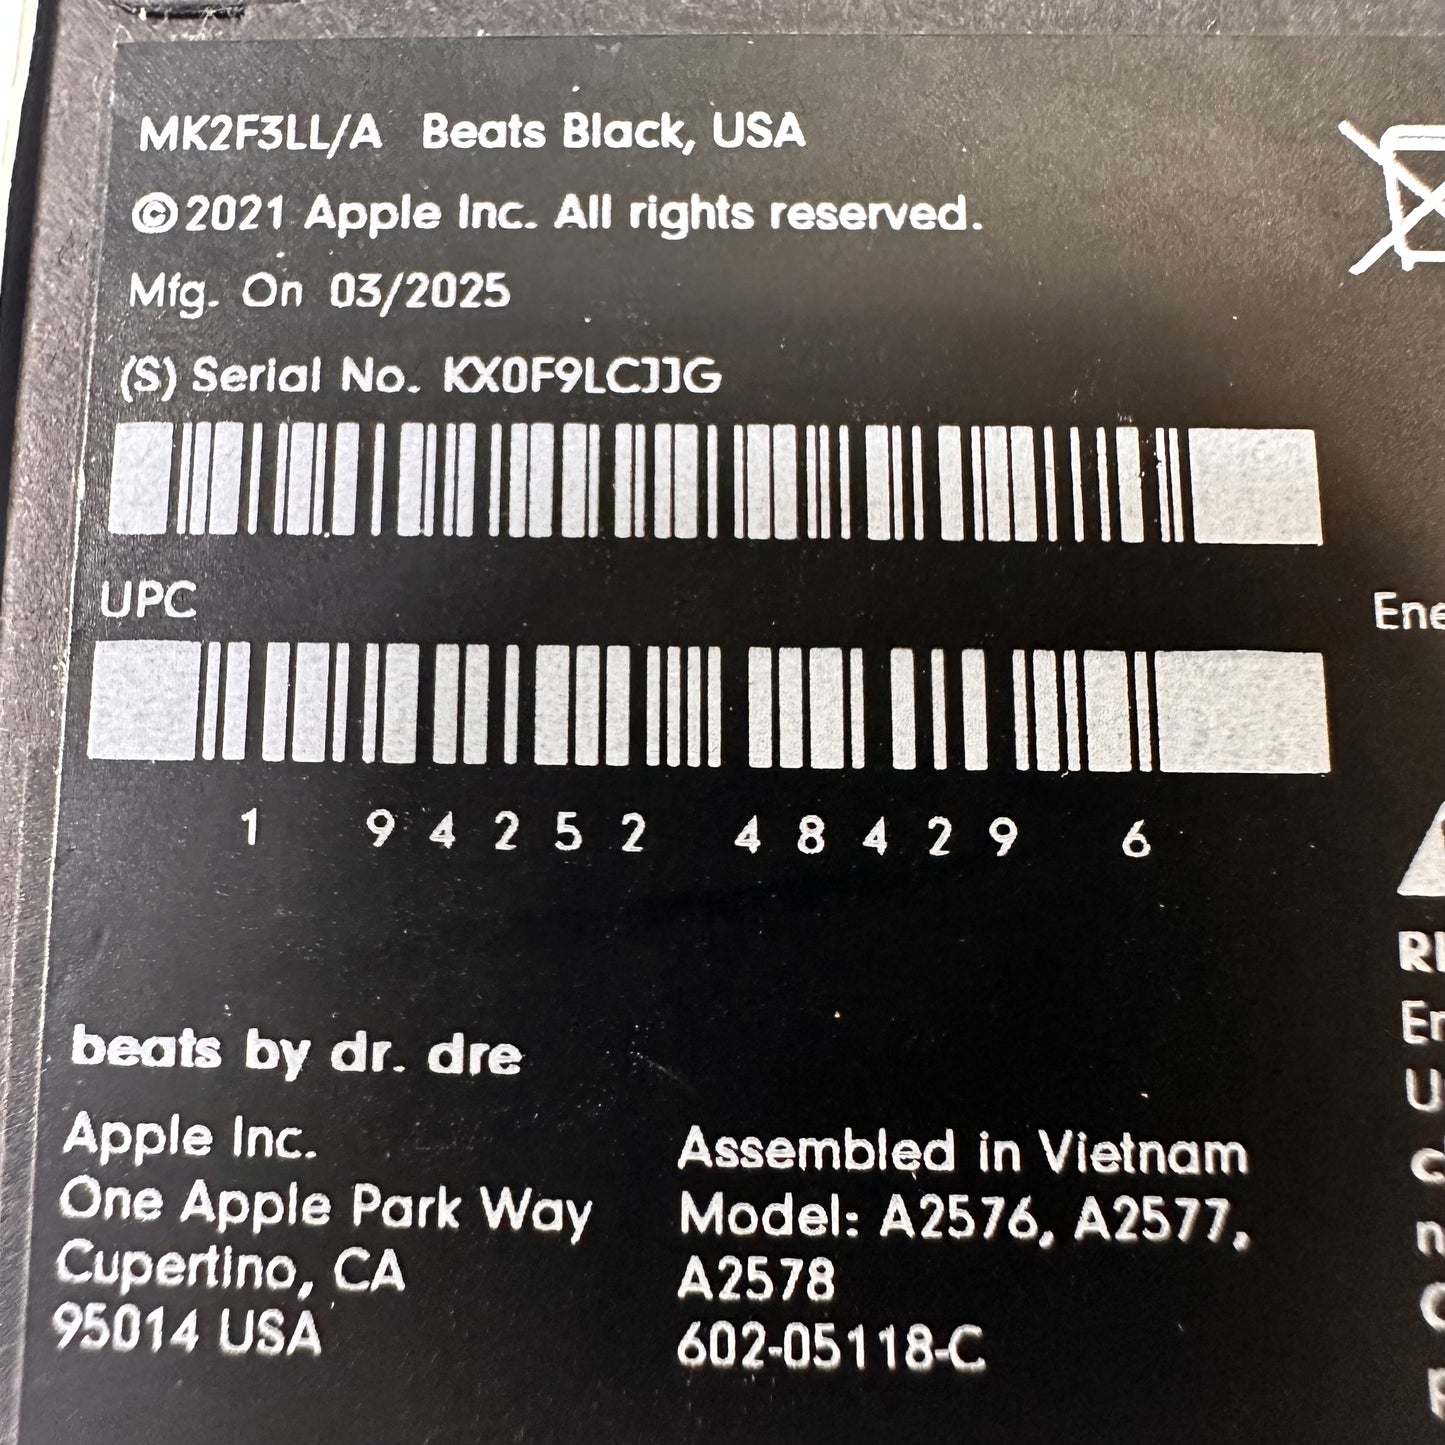 MK2F3LL/A Beats Black, USA
©2021 Apple Inc. All rights reserved.
Mfg. On 03/2025
(S) Serial No. KX0F9LCJJG
UPC
1 94252 48429 6
beats by dr. dre
Apple Inc.
One Apple Park Way
Cupertino, CA
95014 USA
Assembled in Vietnam
Model: A2576, A2577,
A2578
602-05118-C